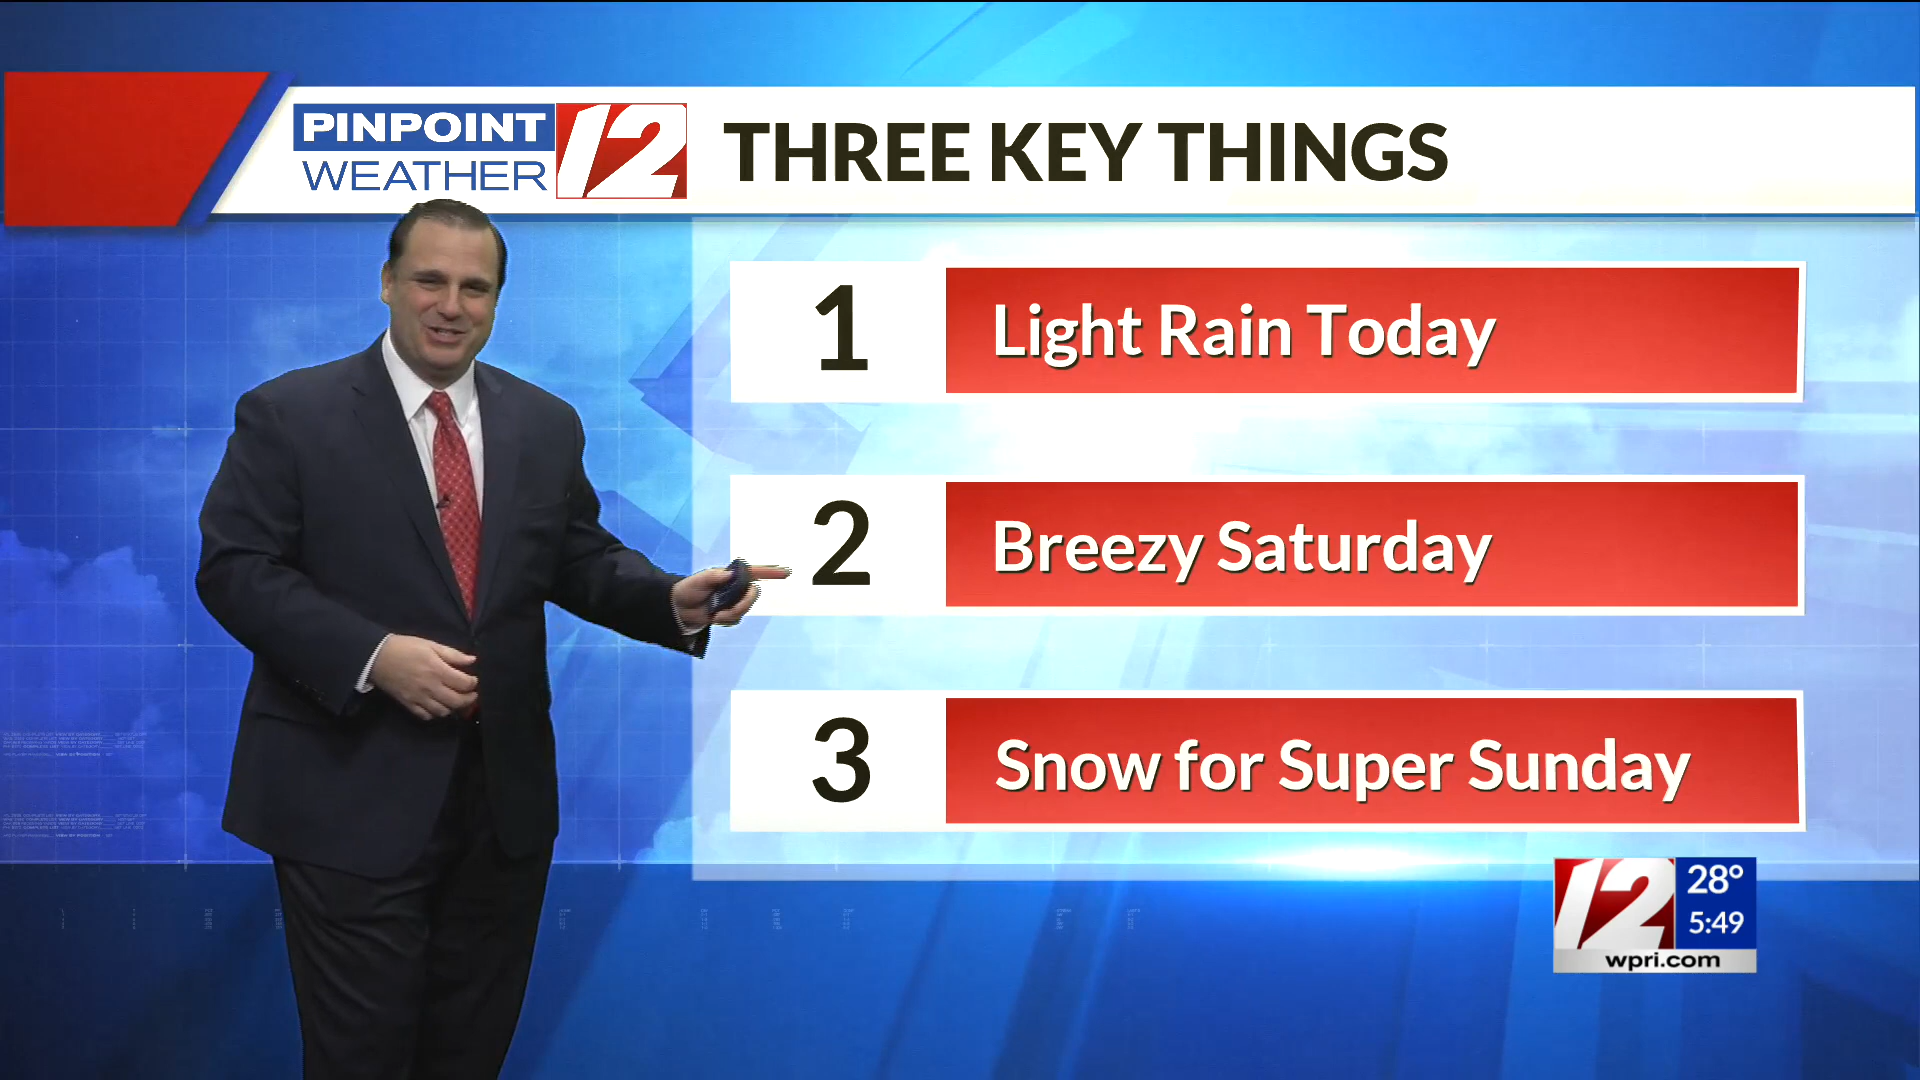 PINPOINT
WEATHER
12
THREE KEY THINGS
1
Light Rain Today
2
Breezy Saturday
3
Snow for Super Sunday
12
28°
5:49
wpri.com